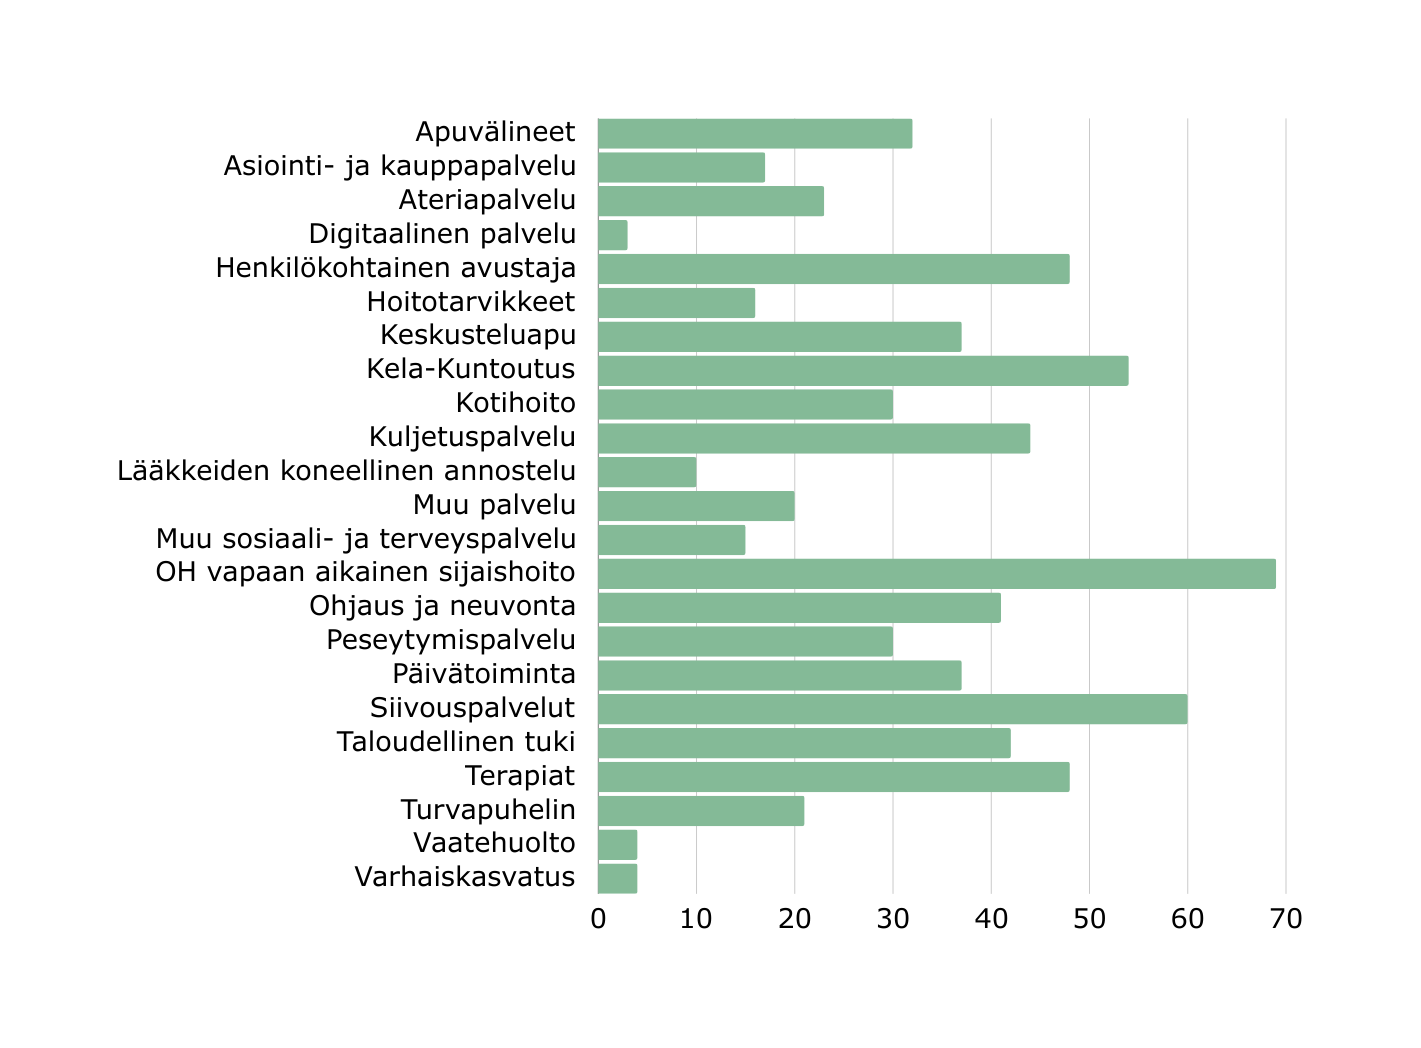 Apuvälineet
Asiointi- ja kauppapalvelu
Ateriapalvelu
Digitaalinen palvelu
Henkilökohtainen avustaja
Hoitotarvikkeet
Keskusteluapu
Kela-Kuntoutus
Kotihoito
Kuljetuspalvelu
Lääkkeiden koneellinen annostelu
Muu palvelu
Muu sosiaali- ja terveyspalvelu
OH vapaan aikainen sijaishoito
Ohjaus ja neuvonta
Peseytymispalvelu
Päivätoiminta
Siivouspalvelut
Taloudellinen tuki
Terapiat
Turvapuhelin
Vaatehuolto
Varhaiskasvatus
0 10 20 30 40 50 60 70